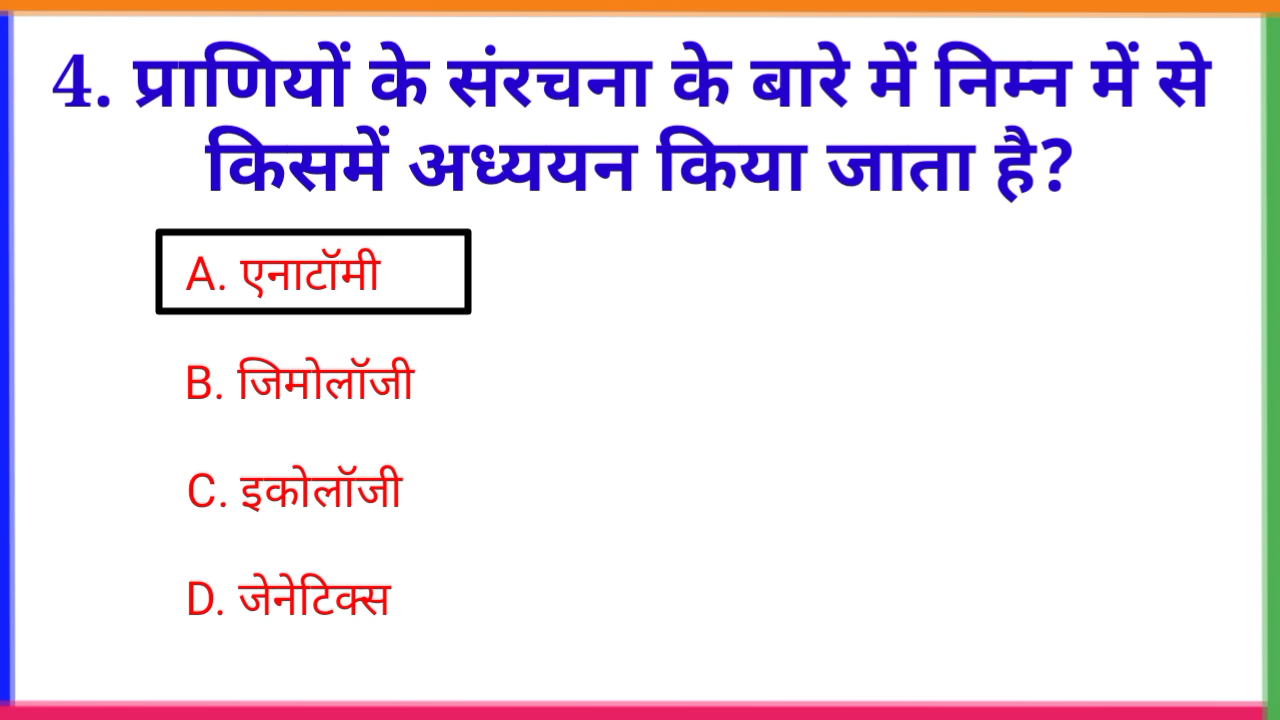 4. प्राणियों के संरचना के बारे में निम्न में से
किसमें अध्ययन किया जाता है?
A. एनाटॉमी
B. जिमोलॉजी
C. इकोलॉजी
D. जेनेटिक्स